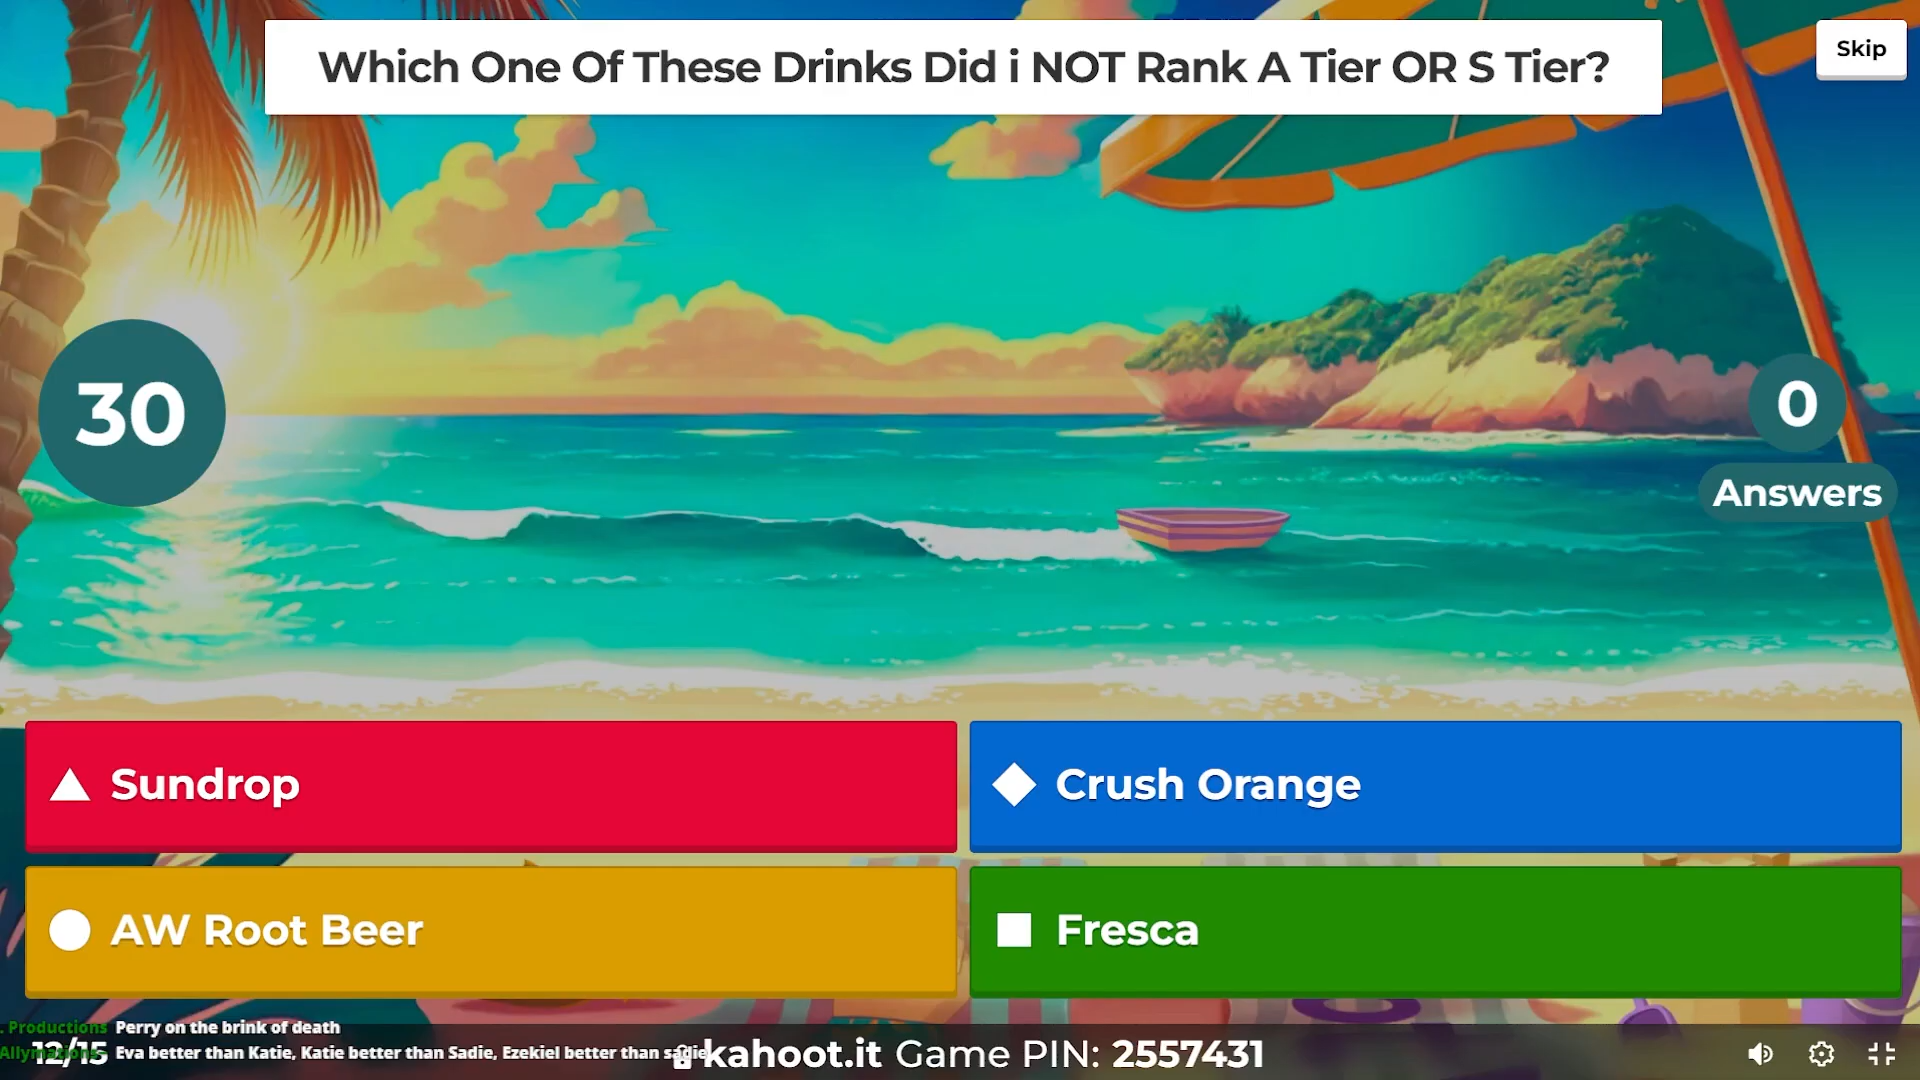 Which One Of These Drinks Did i NOT Rank A Tier OR S Tier?
Skip
30
0
Answers
Sundrop
Crush Orange
AW Root Beer
Fresca
. Productions Perry on the brink of death
Allymations Eva better than Katie, Katie better than Sadie, Ezekiel better than sadie
12/15
kahoot.it Game PIN: 2557431